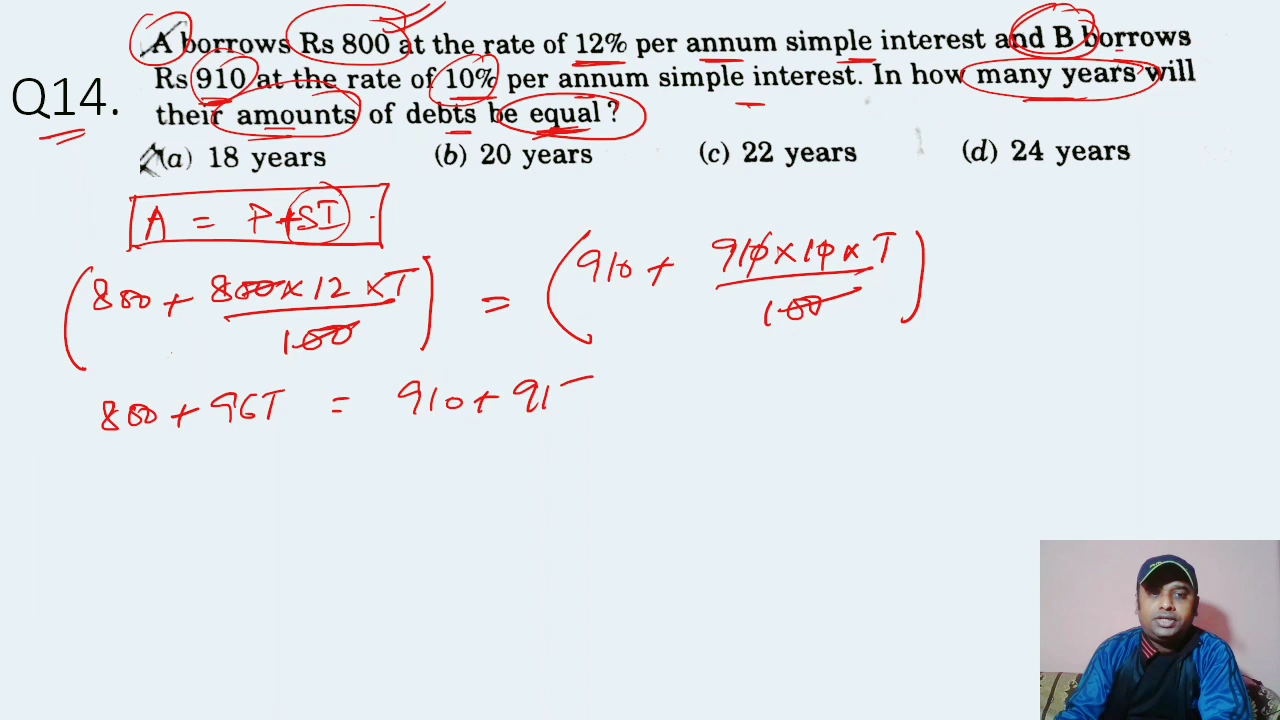 Q14.
A borrows Rs 800 at the rate of 12% per annum simple interest and B borrows
Rs 910 at the rate of 10% per annum simple interest. In how many years will
their amounts of debts be equal?
(a) 18 years (b) 20 years (c) 22 years (d) 24 years
A = P+SI
(800 + 800×12×T/100) = (910 + 910×10×T/100)
800 + 96T = 910 + 91